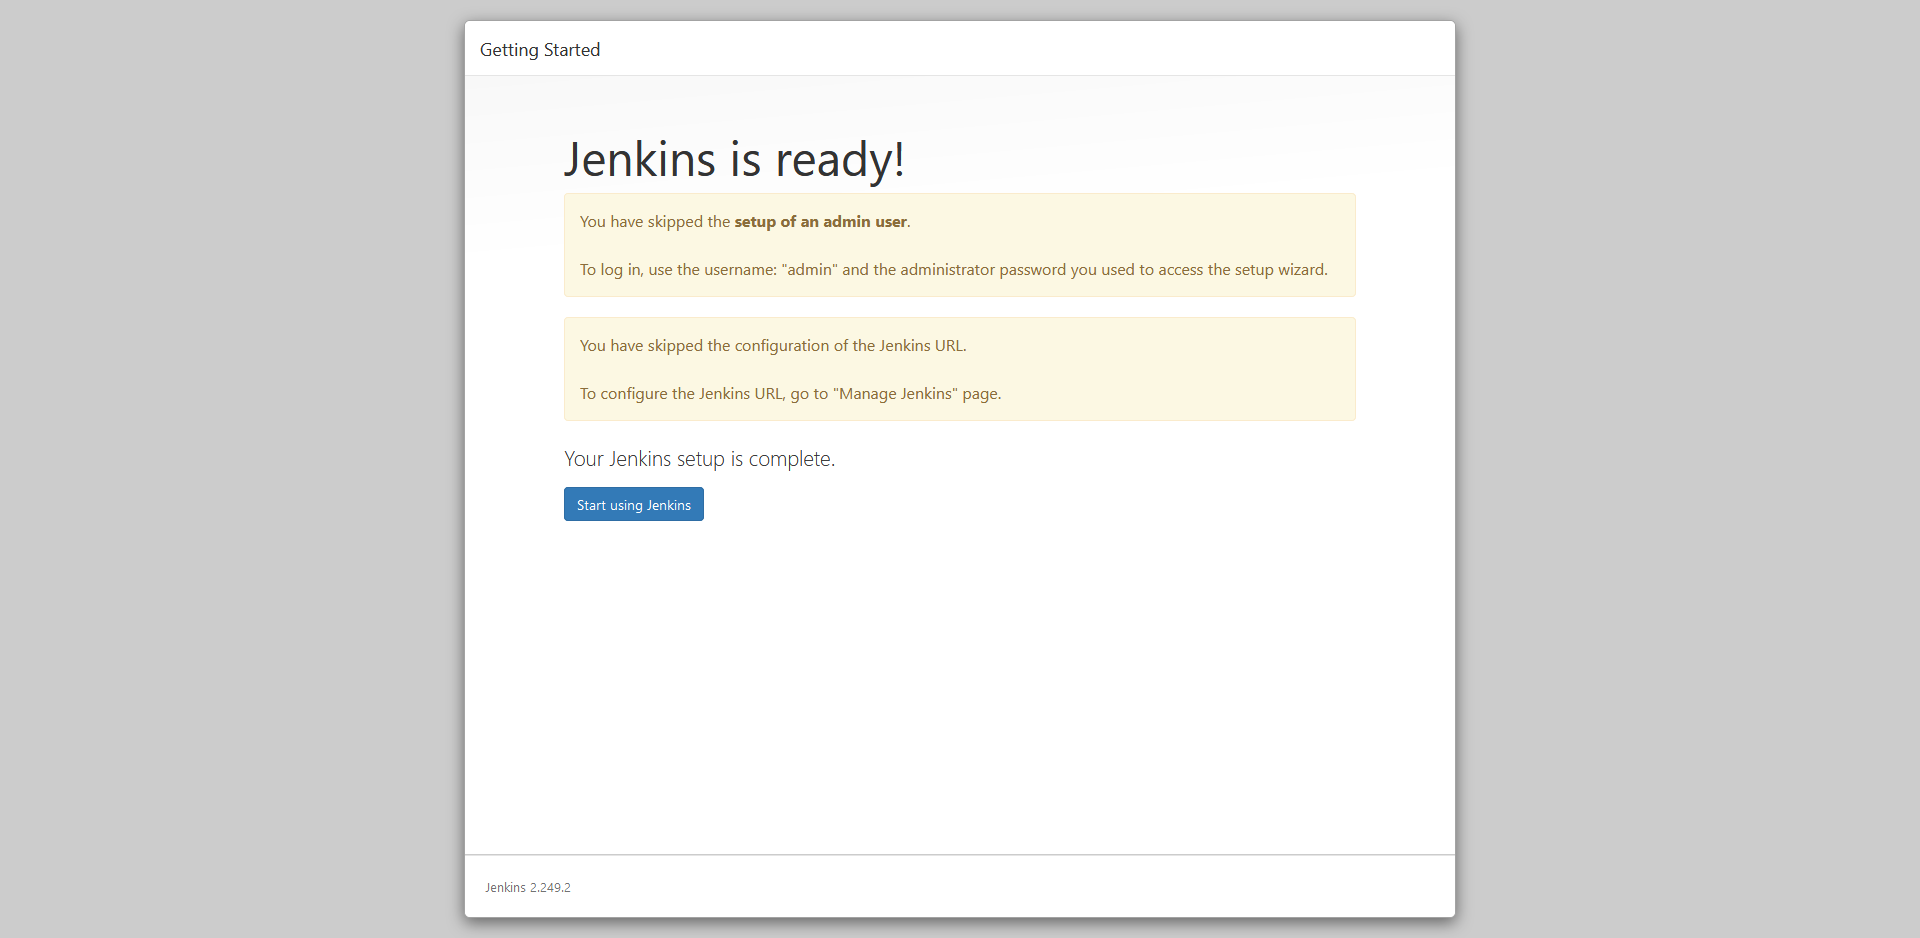 Getting Started
Jenkins is ready!
You have skipped the setup of an admin user.
To log in, use the username: "admin" and the administrator password you used to access the setup wizard.
You have skipped the configuration of the Jenkins URL.
To configure the Jenkins URL, go to "Manage Jenkins" page.
Your Jenkins setup is complete.
Start using Jenkins
Jenkins 2.249.2